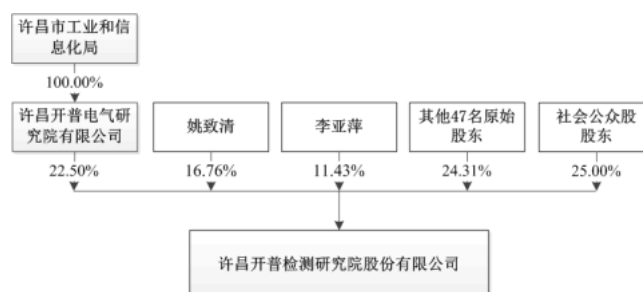 许昌市工业和信
息化局
100.00%
许昌开普电气研
究院有限公司
姚致清
李亚萍
其他47名原始
股东
社会公众股
股东
22.50%
16.76%
11.43%
24.31%
25.00%
许昌开普检测研究院股份有限公司